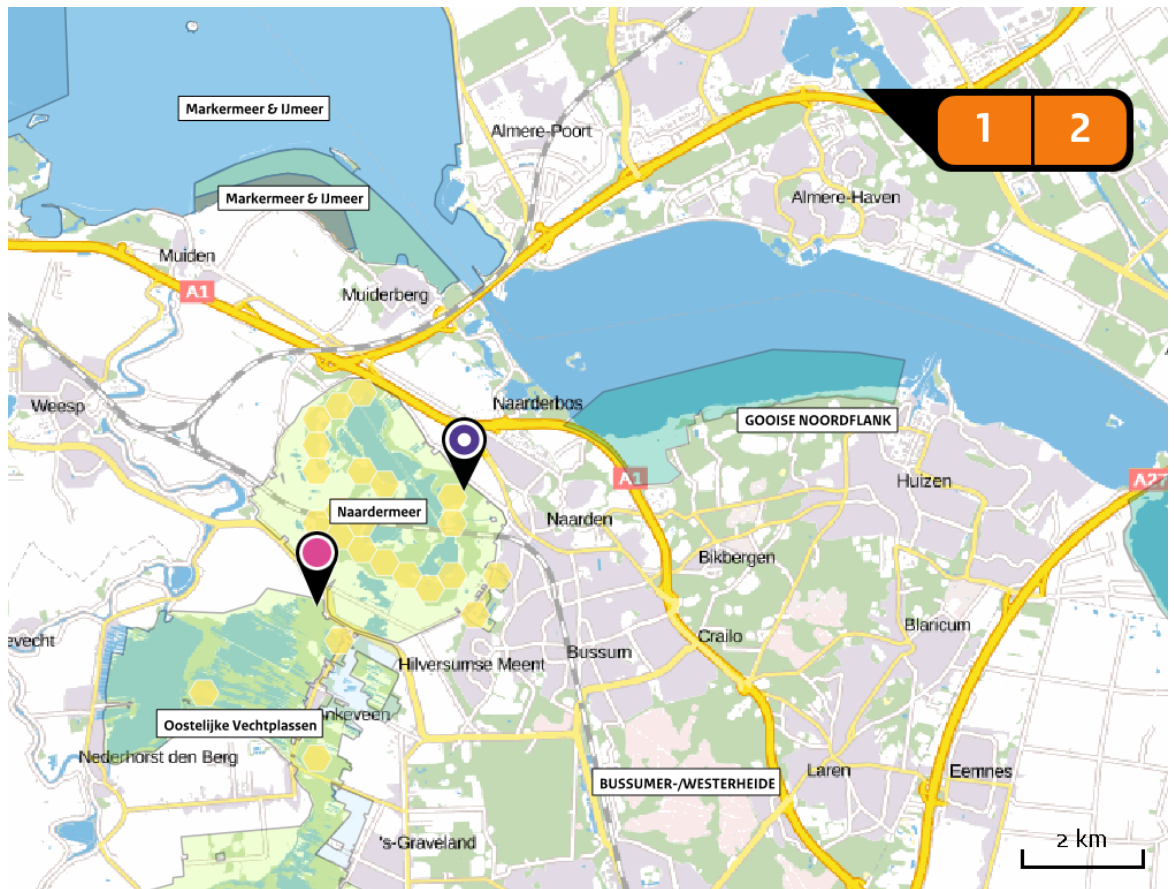 Markermeer & IJmeer
Almere-Poort
1 2
Markermeer & IJmeer
Almere-Haven
Muiden
A1
Muiderberg
Weesp
Naarderbos
GOOISE NOORDFLANK
A1
Huizen
A27
Naardermeer
Naarden
Bikbergen
Blaricum
evecht
Crailo
Hilversumse Meent
Bussum
Oostelijke Vechtplassen
nkeveen
Nederhorst den Berg
BUSSUMER-/WESTERHEIDE
Laren
Eemnes
's-Graveland
2 km